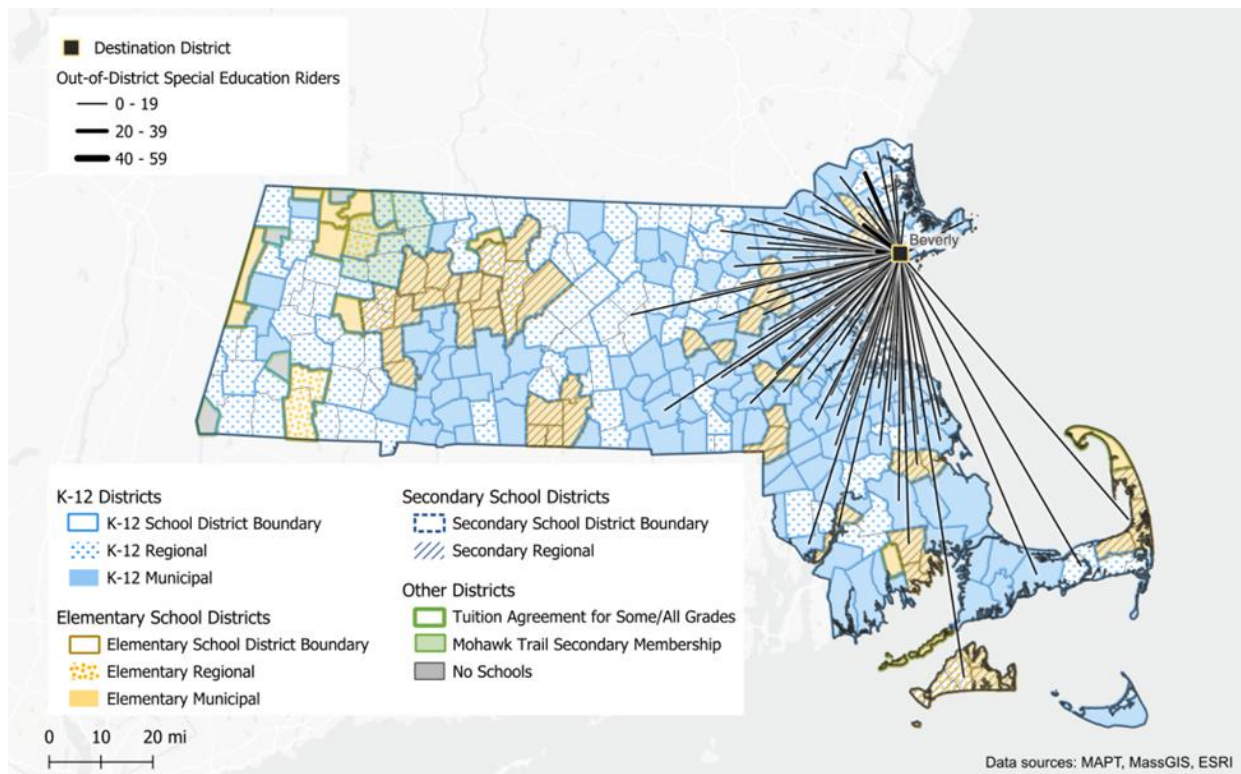 Destination District
Out-of-District Special Education Riders
0 - 19
20 - 39
40 - 59
Beverly
K-12 Districts
K-12 School District Boundary
K-12 Regional
K-12 Municipal
Elementary School Districts
Elementary School District Boundary
Elementary Regional
Elementary Municipal
Secondary School Districts
Secondary School District Boundary
Secondary Regional
Other Districts
Tuition Agreement for Some/All Grades
Mohawk Trail Secondary Membership
No Schools
0 10 20 mi
Data sources: MAPT, MassGIS, ESRI